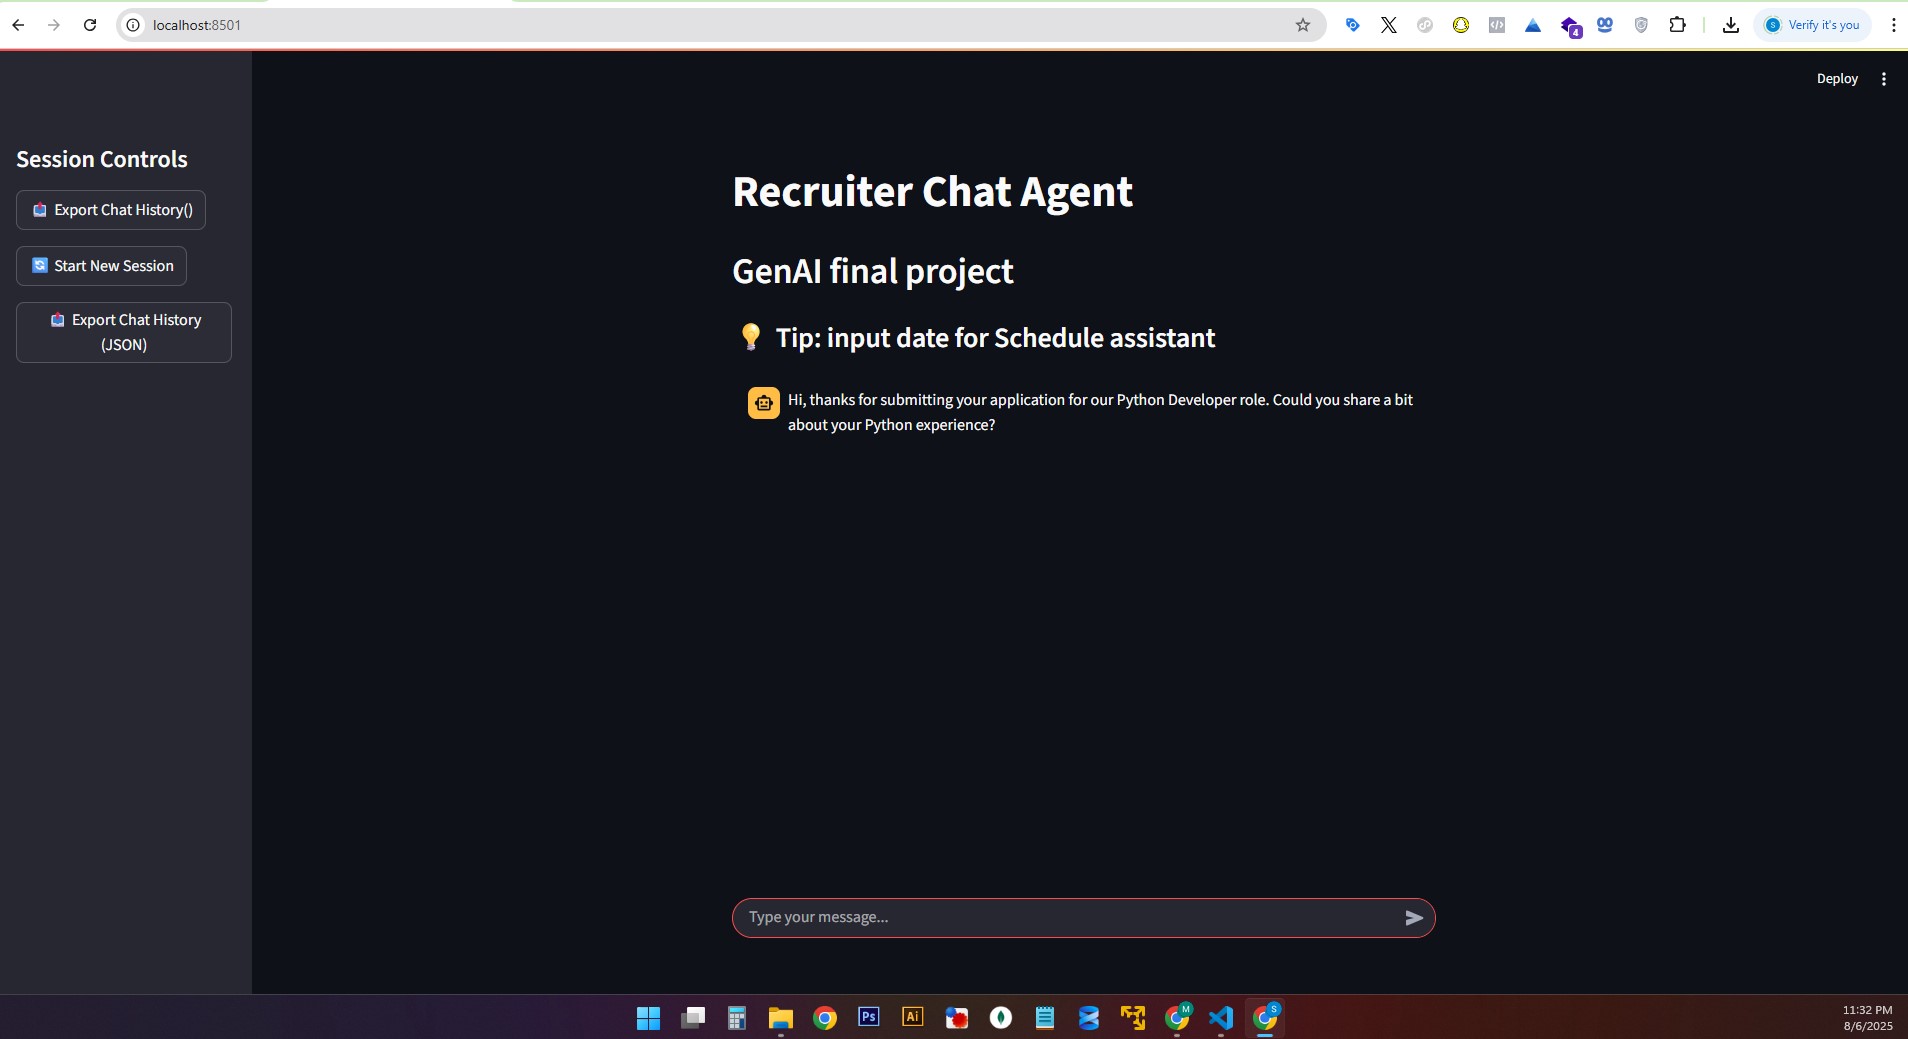 localhost:8501
4
S
Verify it's you
Deploy
Session Controls
Export Chat History()
Start New Session
Export Chat History
(JSON)
Recruiter Chat Agent
GenAI final project
Tip: input date for Schedule assistant
Hi, thanks for submitting your application for our Python Developer role. Could you share a bit
about your Python experience?
Type your message...
Ps
Ai
M
S
11:32 PM
8/6/2025